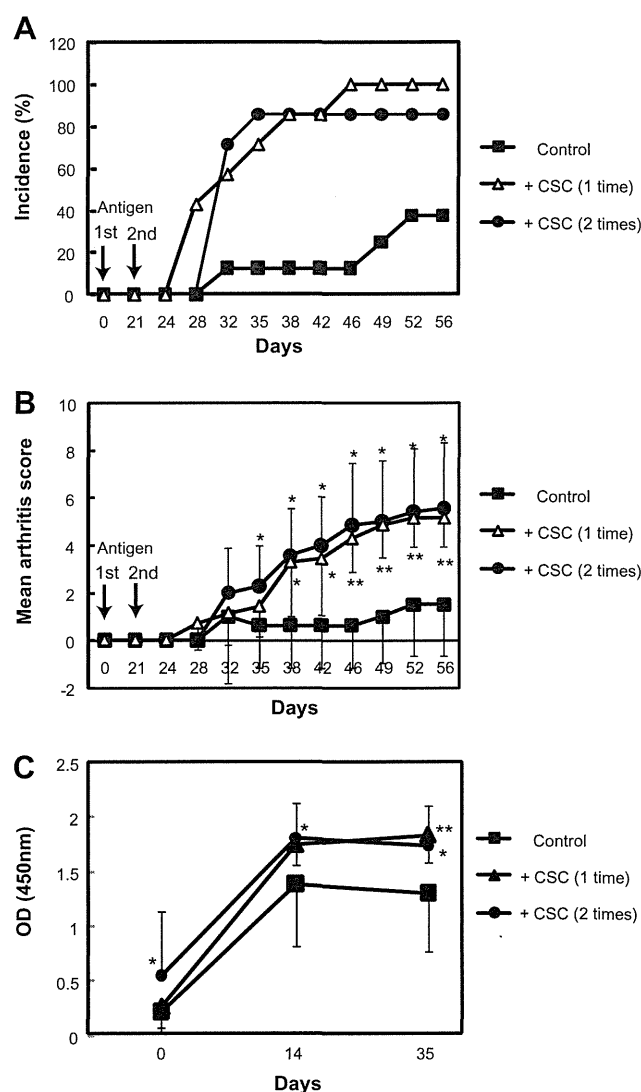 A
Incidence (%)
120
100
80
60
40
20
0
Antigen
1st 2nd
0 21 24 28 32 35 38 42 46 49 52 56
Days
Control
+ CSC (1 time)
+ CSC (2 times)
B
Mean arthritis score
10
8
6
4
2
0
-2
Antigen
1st 2nd
* * * * * * *
* * ** ** ** **
0 21 24 28 32 35 38 42 46 49 52 56
Days
Control
+ CSC (1 time)
+ CSC (2 times)
C
OD (450nm)
2.5
2
1.5
1
0.5
0
*
*
**
*
0 14 35
Days
Control
+ CSC (1 time)
+ CSC (2 times)